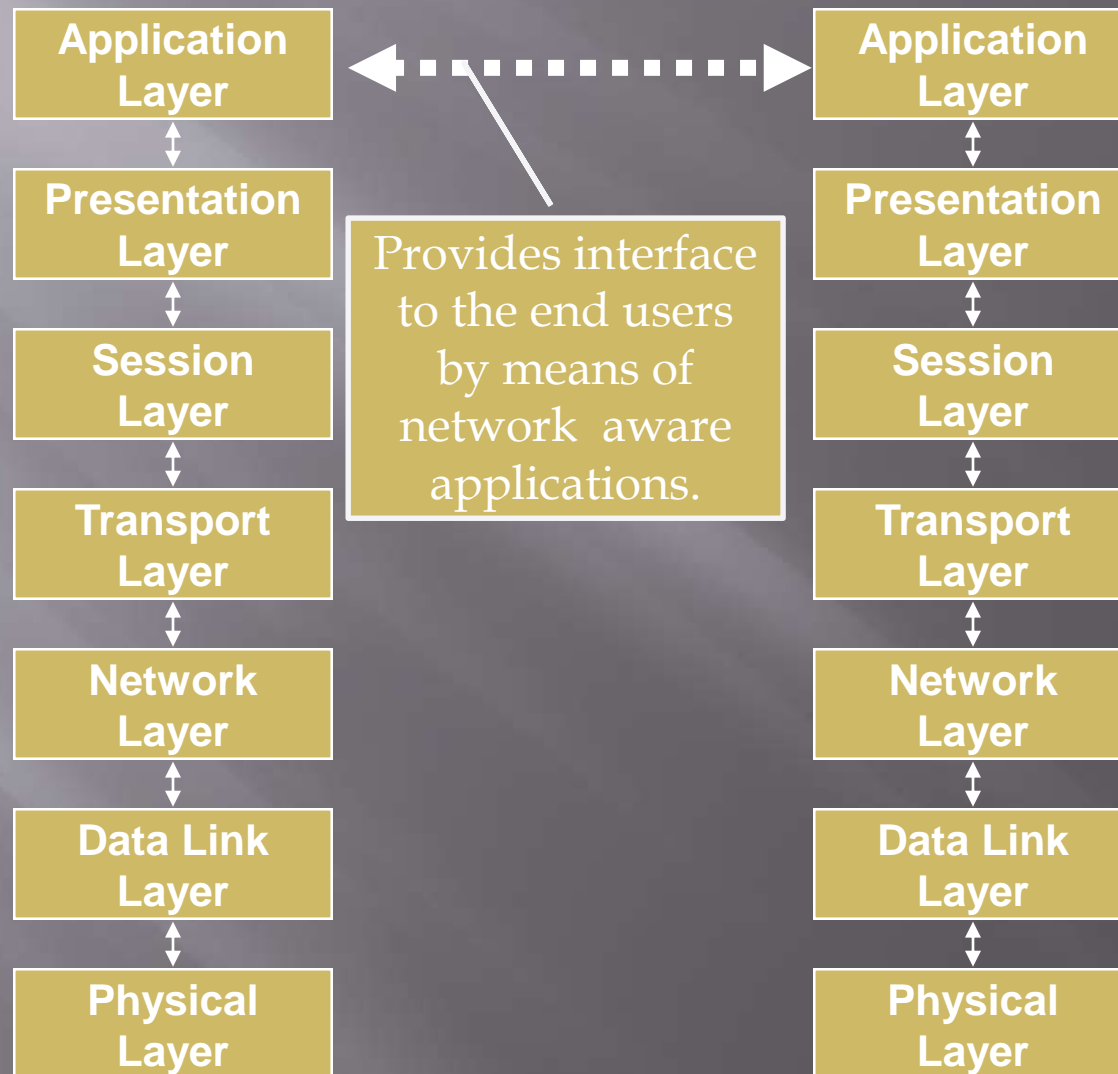 Application
Layer
Presentation
Layer
Session
Layer
Transport
Layer
Network
Layer
Data Link
Layer
Physical
Layer
Provides interface
to the end users
by means of
network aware
applications.
Application
Layer
Presentation
Layer
Session
Layer
Transport
Layer
Network
Layer
Data Link
Layer
Physical
Layer